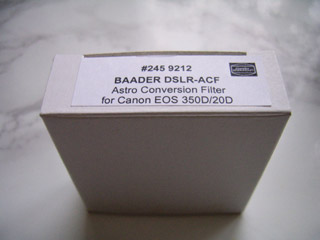 #245 9212
BAADER DSLR-ACF
Astro Conversion Filter
for Canon EOS 350D/20D